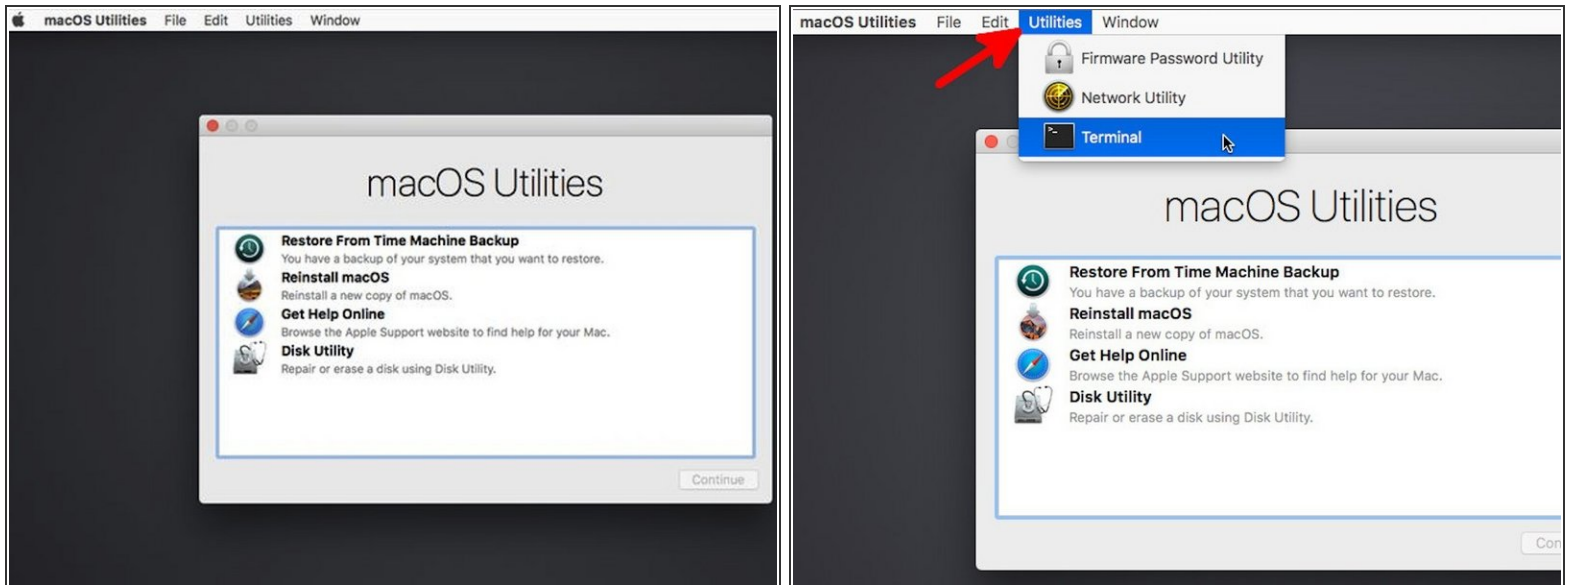 macOS Utilities File Edit Utilities Window
macOS Utilities
Restore From Time Machine Backup
You have a backup of your system that you want to restore.
Reinstall macOS
Reinstall a new copy of macOS.
Get Help Online
Browse the Apple Support website to find help for your Mac.
Disk Utility
Repair or erase a disk using Disk Utility.
Continue
macOS Utilities File Edit Utilities Window
Firmware Password Utility
Network Utility
>_ Terminal
macOS Utilities
Restore From Time Machine Backup
You have a backup of your system that you want to restore.
Reinstall macOS
Reinstall a new copy of macOS.
Get Help Online
Browse the Apple Support website to find help for your Mac.
Disk Utility
Repair or erase a disk using Disk Utility.
Con